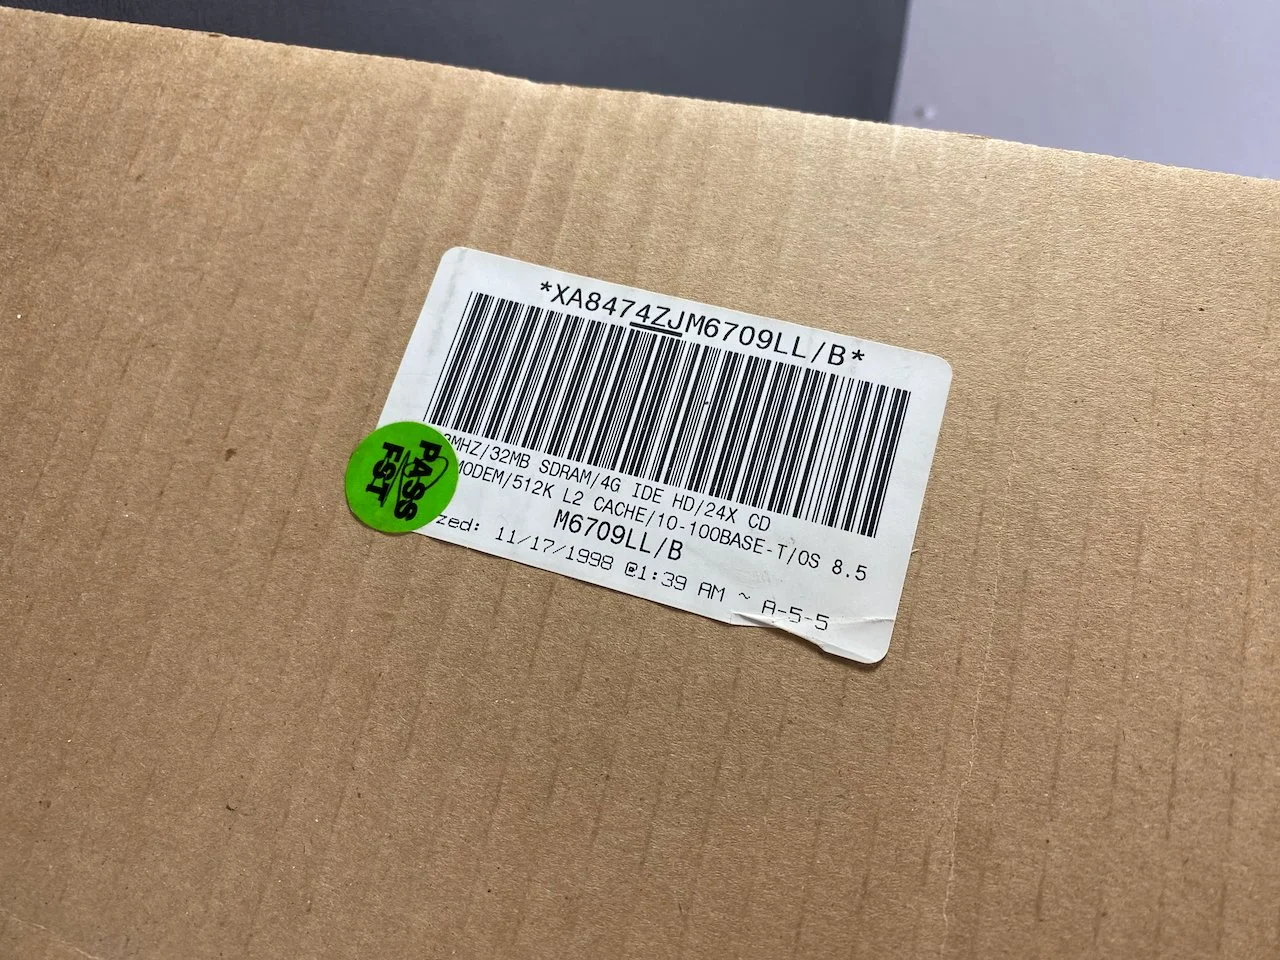 *XA8474ZJM6709LL/B*
MHZ/32MB SDRAM/4G IDE HD/24X CD
MODEM/512K L2 CACHE/10-100BASE-T/OS 8.5
M6709LL/B
zed: 11/17/1998 @1:39 AM ~ A-5-5
PASS
FST